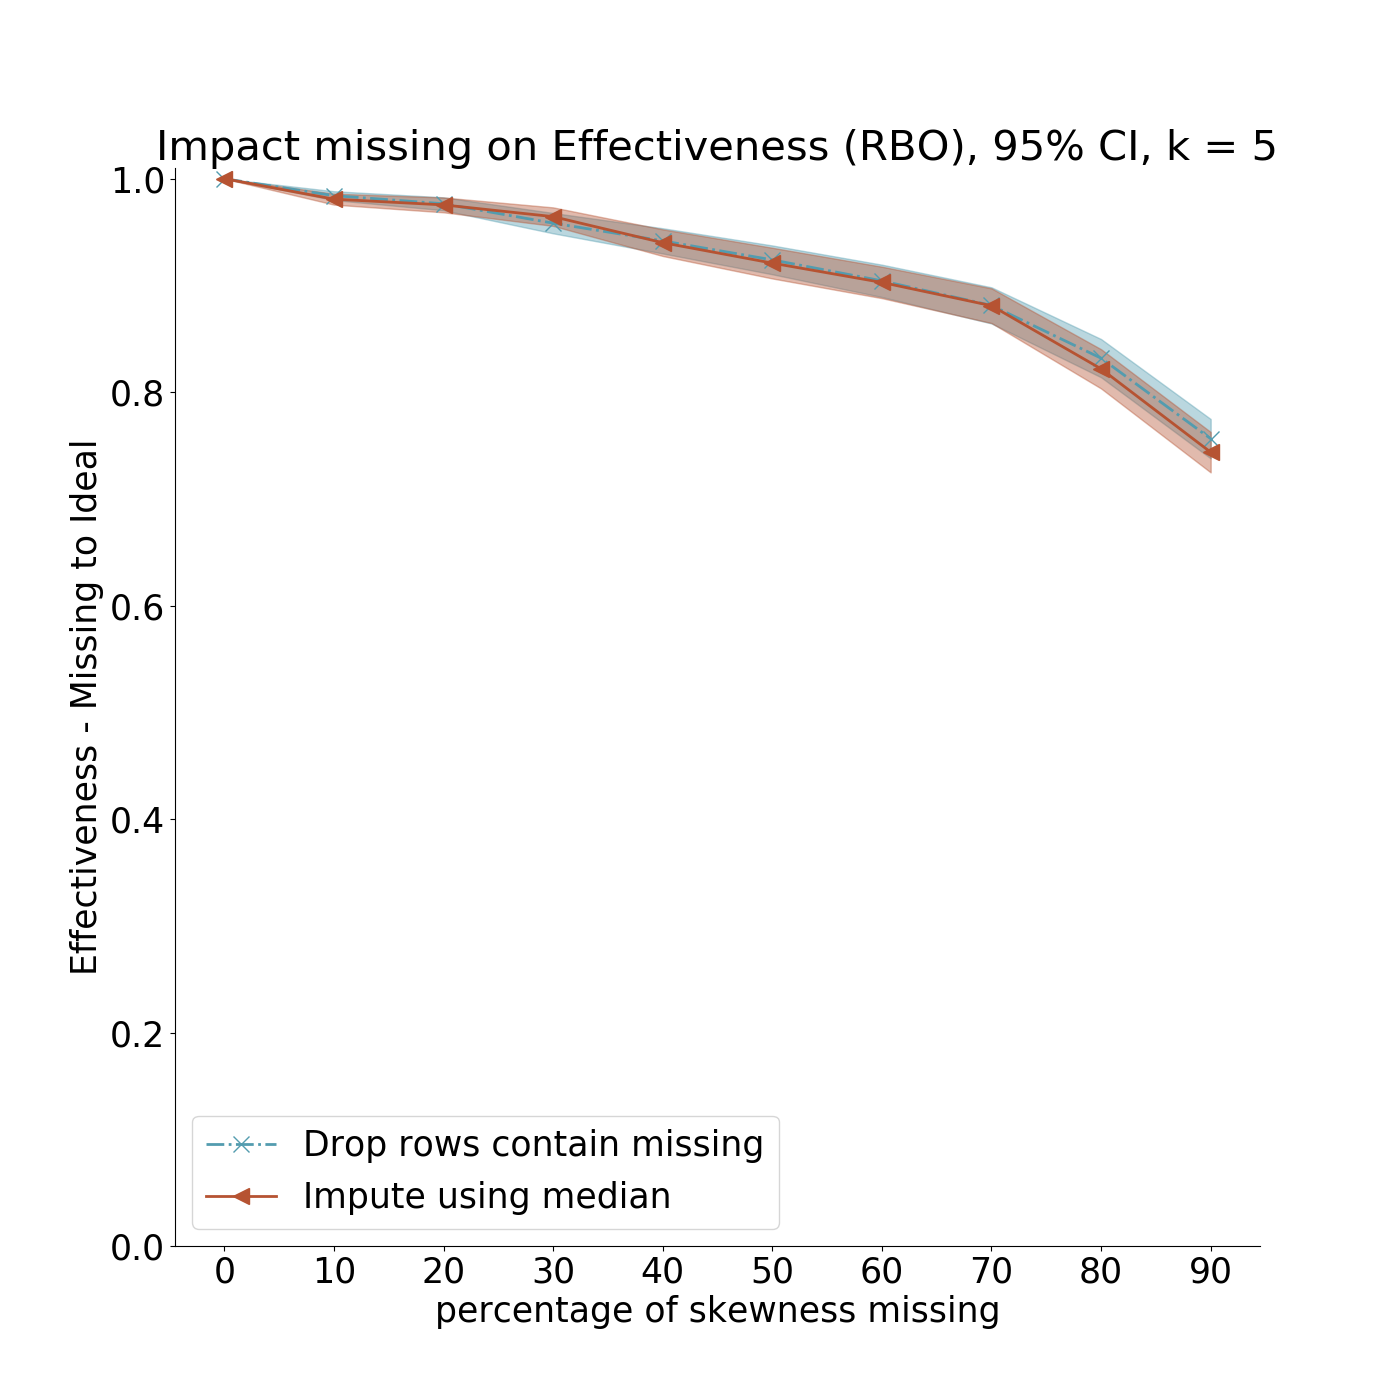 Impact missing on Effectiveness (RBO), 95% CI, k = 5
1.0
0.8
0.6
0.4
0.2
0.0
Effectiveness - Missing to Ideal
Drop rows contain missing
Impute using median
0 10 20 30 40 50 60 70 80 90
percentage of skewness missing